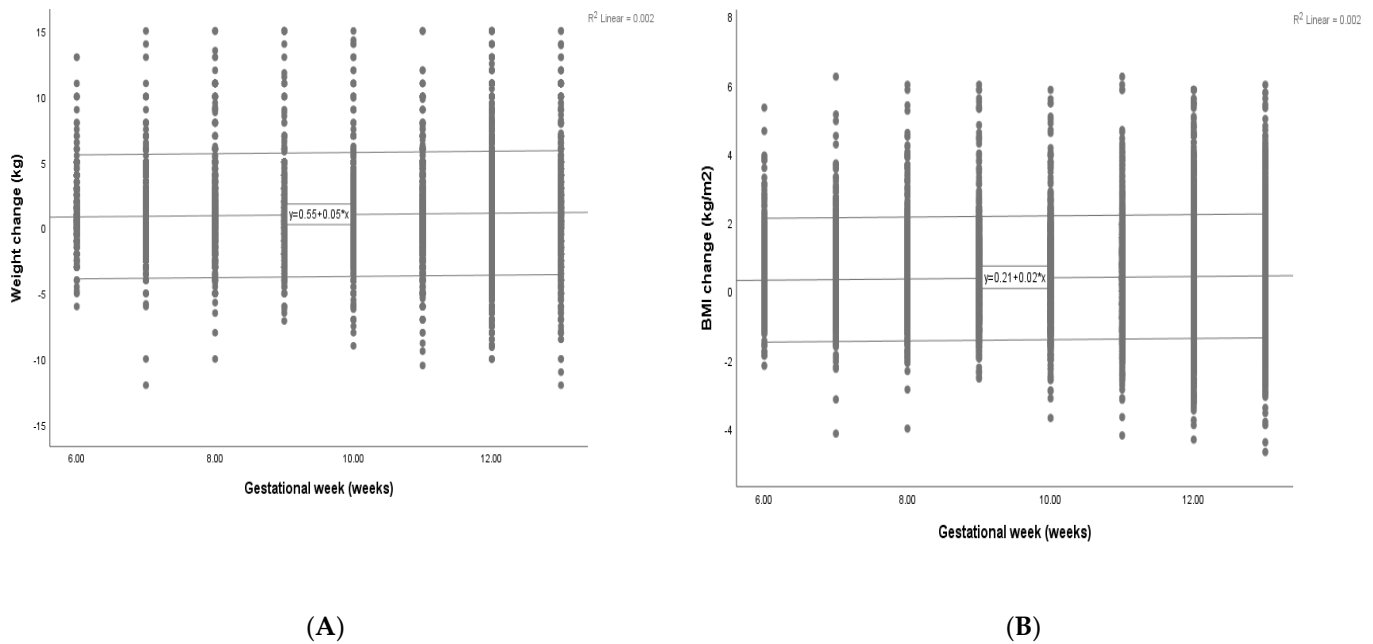 R2 Linear = 0.002
15
10
5
0
-5
-10
-15
Weight change (kg)
y=0.55+0.05*x
6.00 8.00 10.00 12.00
Gestational week (weeks)
(A)
R2 Linear = 0.002
8
6
4
2
0
-2
-4
BMI change (kg/m2)
y=0.21+0.02*x
6.00 8.00 10.00 12.00
Gestational week (weeks)
(B)